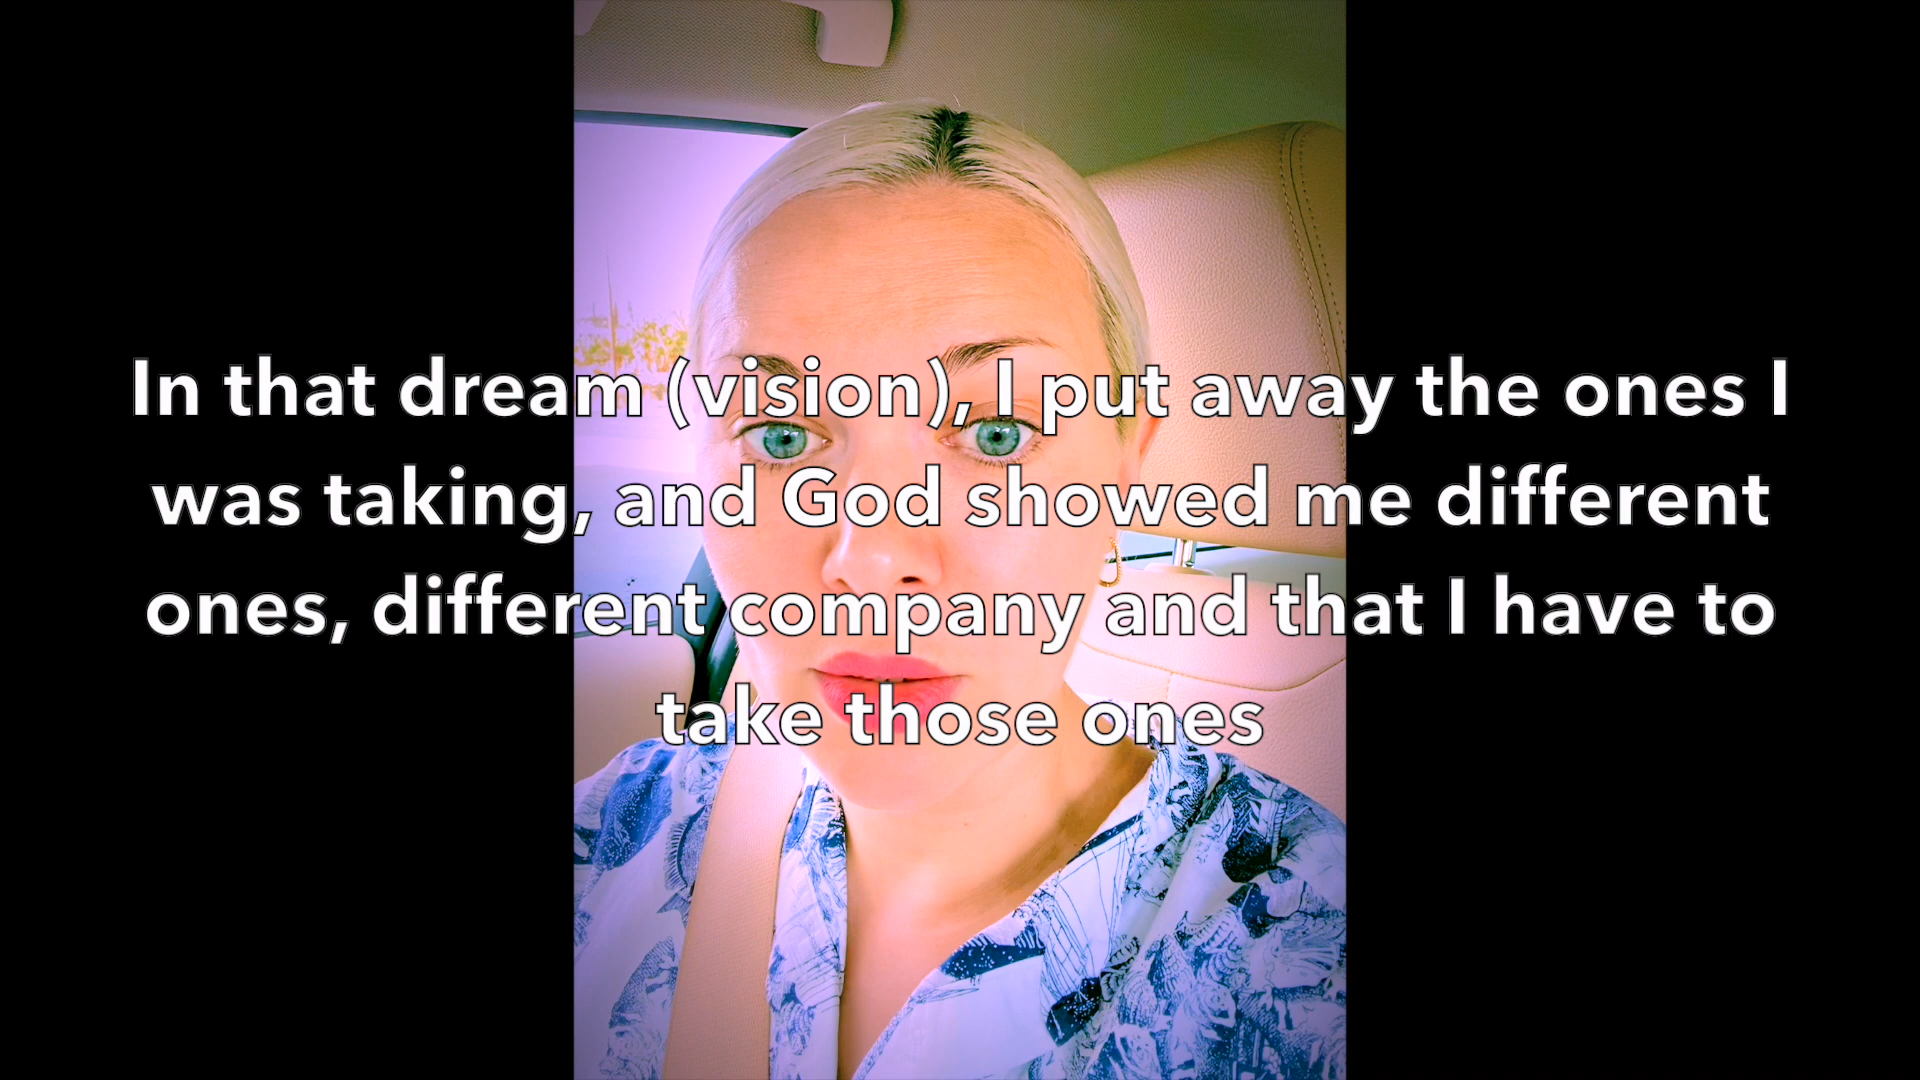 In that dream (vision), I put away the ones I
was taking, and God showed me different
ones, different company and that I have to
take those ones